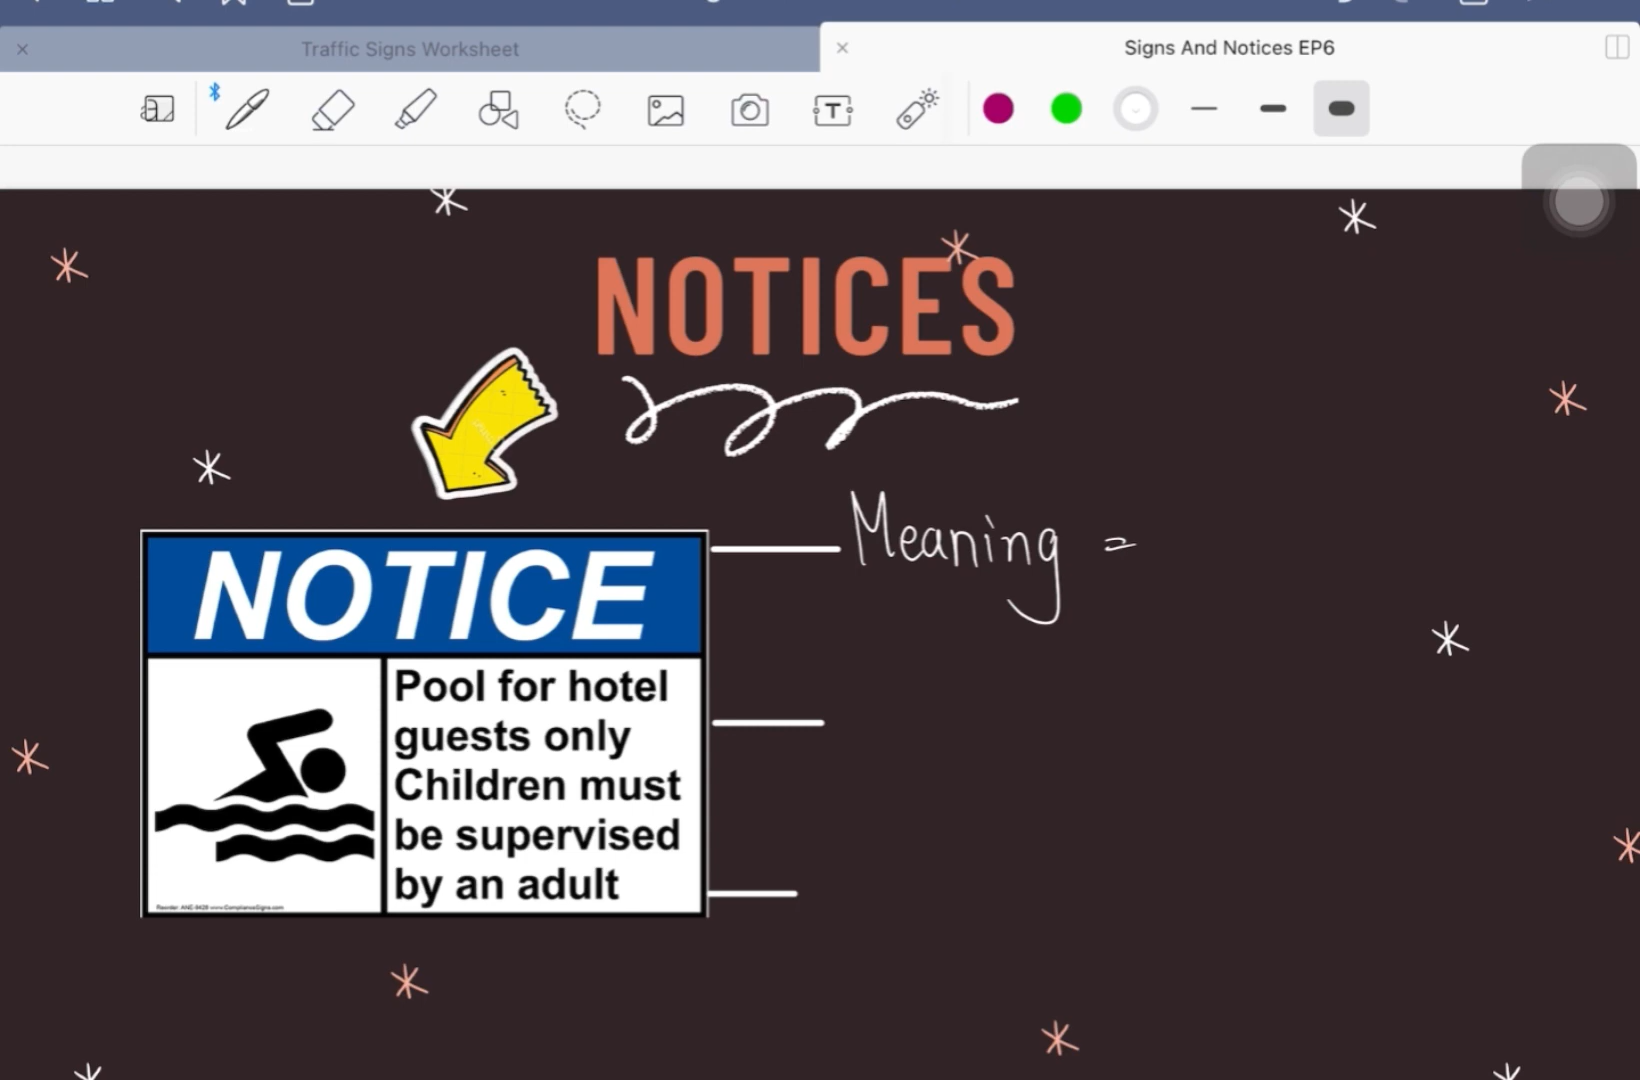 Traffic Signs Worksheet
Signs And Notices EP6
NOTICES
Meaning =
NOTICE
Pool for hotel
guests only
Children must
be supervised
by an adult